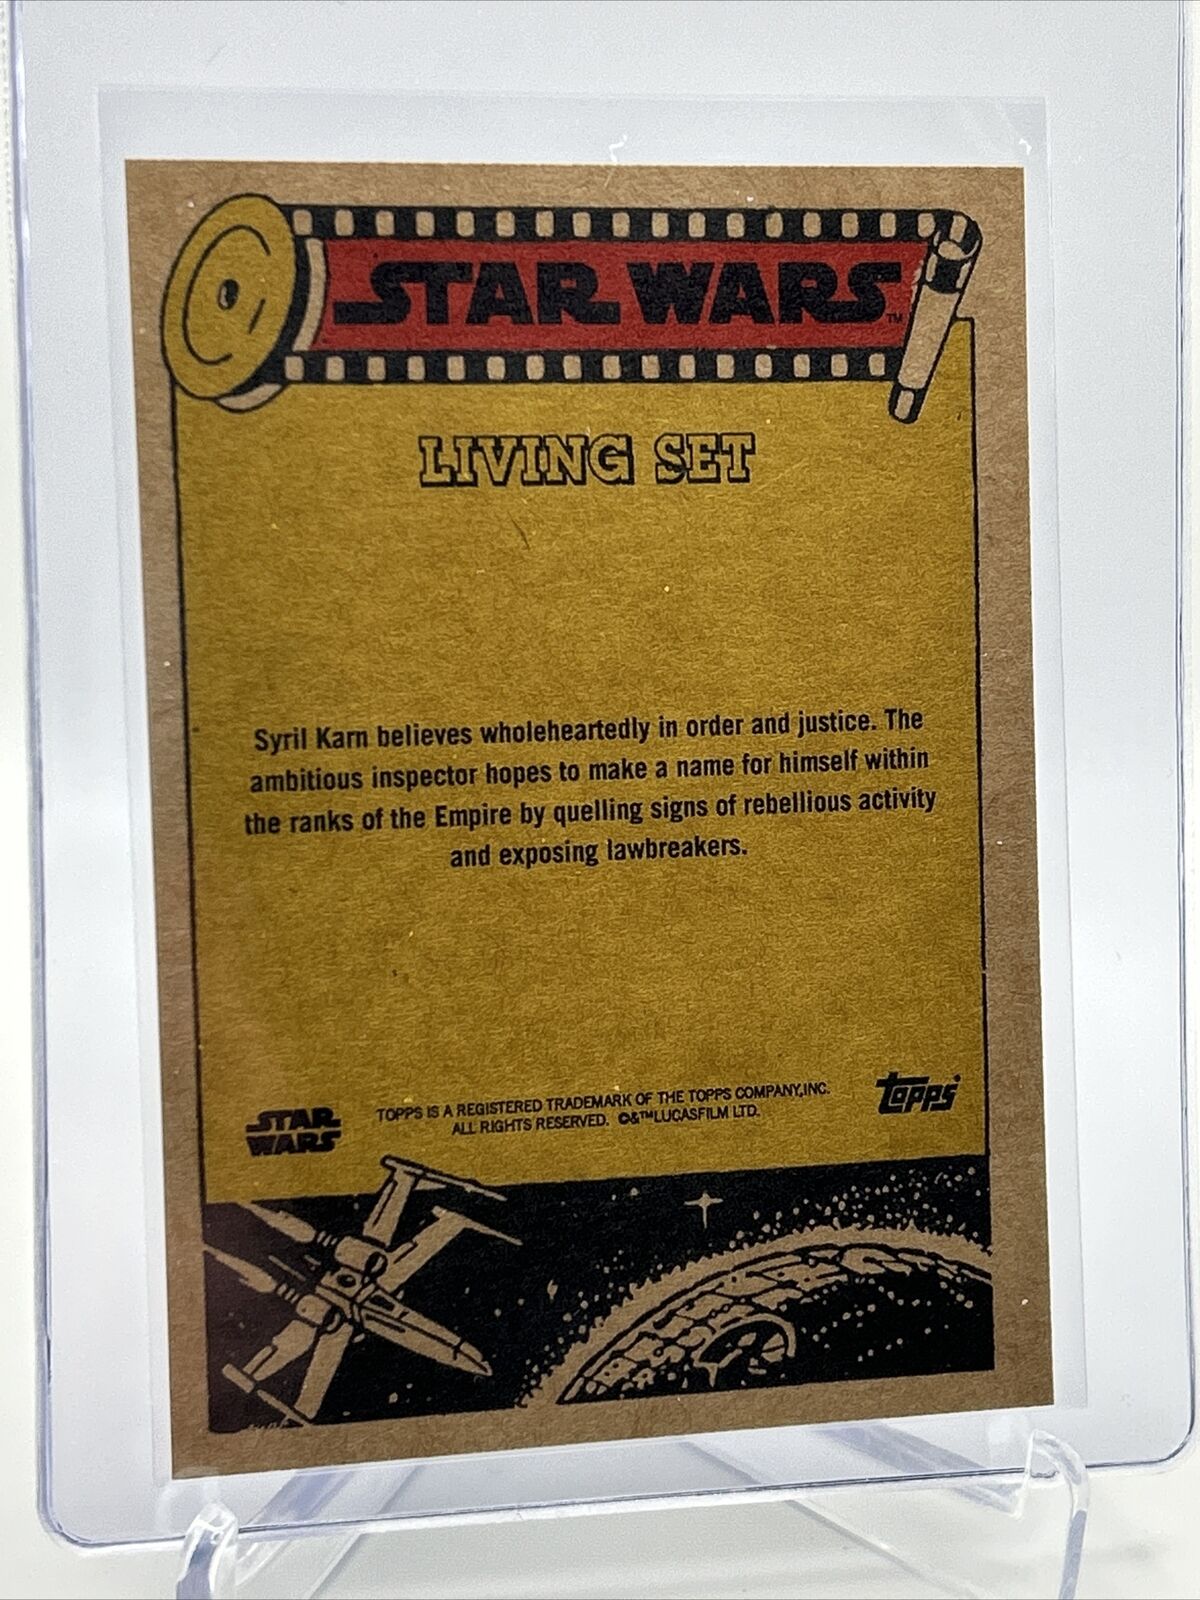 STAR WARS ™
LIVING SET
Syril Karn believes wholeheartedly in order and justice. The
ambitious inspector hopes to make a name for himself within
the ranks of the Empire by quelling signs of rebellious activity
and exposing lawbreakers.
STAR
WARS
TOPPS IS A REGISTERED TRADEMARK OF THE TOPPS COMPANY,INC.
ALL RIGHTS RESERVED. ©&™LUCASFILM LTD.
topps®